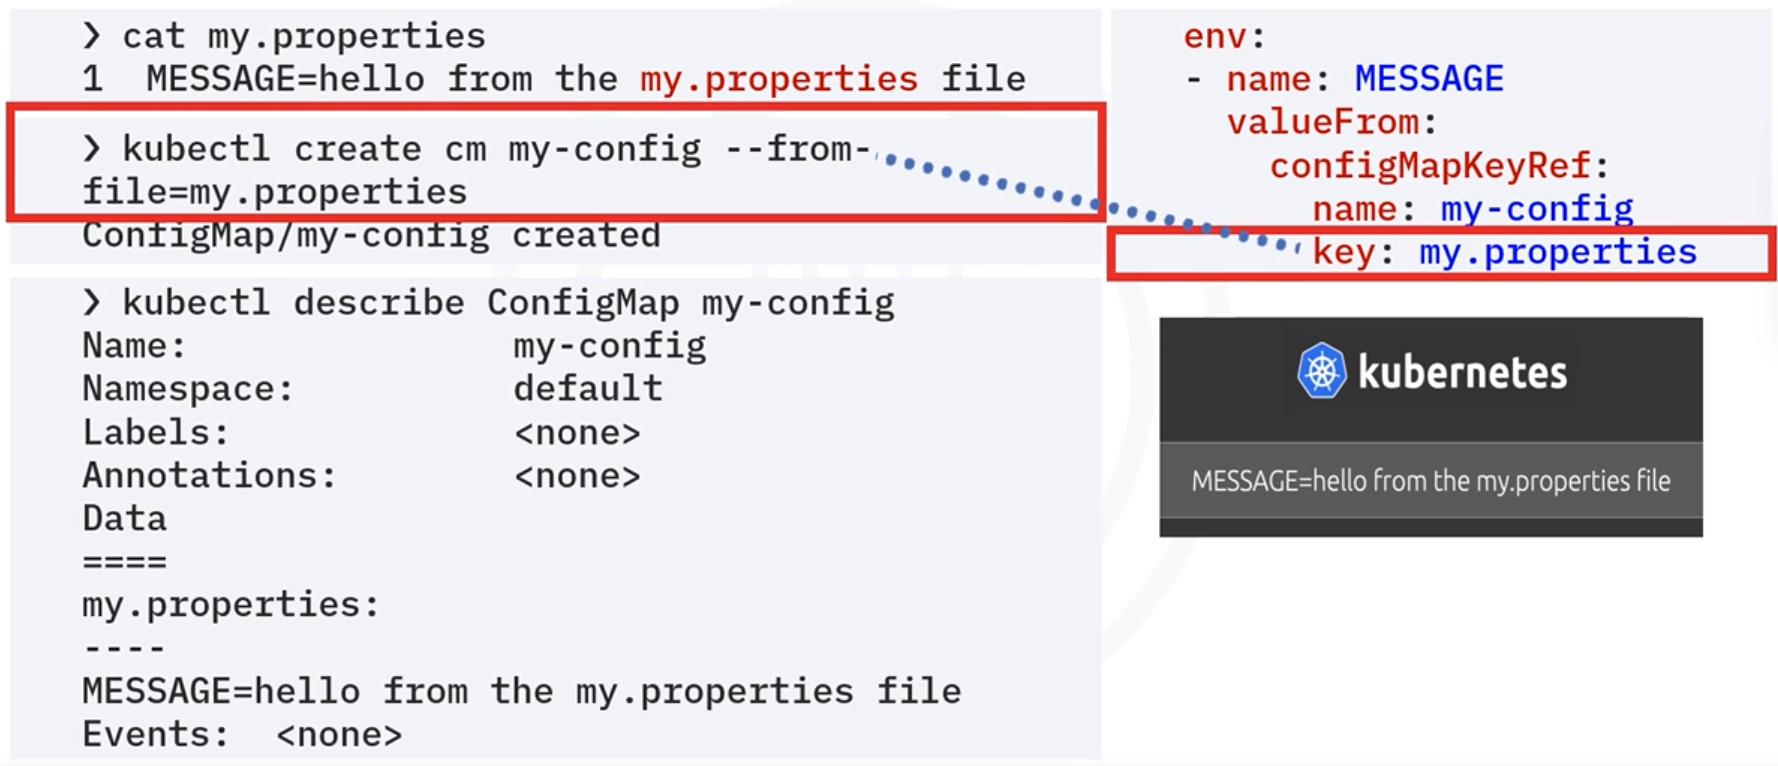 ❯ cat my.properties
1  MESSAGE=hello from the my.properties file
❯ kubectl create cm my-config --from-
file=my.properties
ConfigMap/my-config created
❯ kubectl describe ConfigMap my-config
Name:                my-config
Namespace:           default
Labels:              <none>
Annotations:         <none>
Data
====
my.properties:
----
MESSAGE=hello from the my.properties file
Events:  <none>
env:
- name: MESSAGE
  valueFrom:
    configMapKeyRef:
      name: my-config
      key: my.properties
kubernetes
MESSAGE=hello from the my.properties file